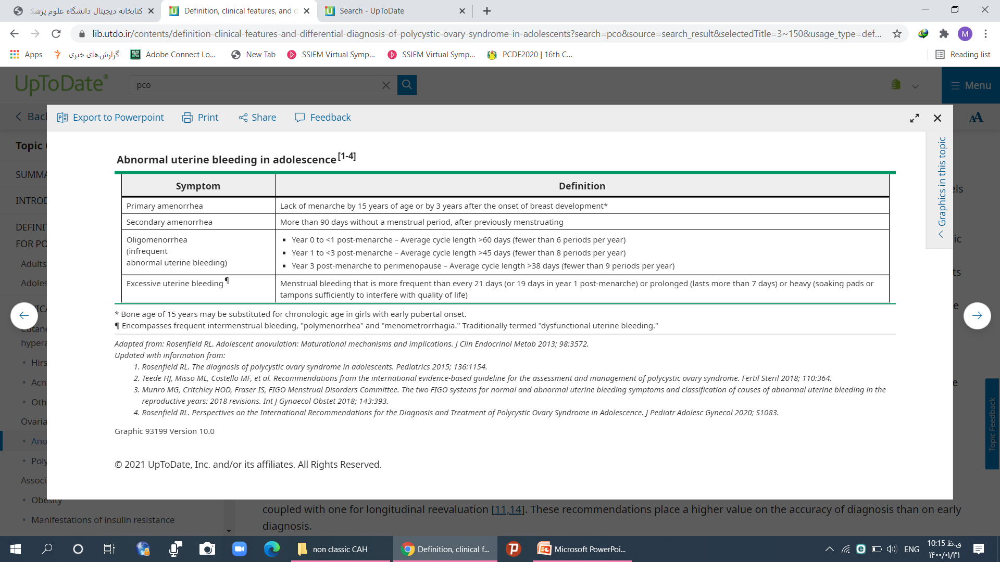 کتابخانه دیجیتال دانشگاه علوم پزشک
Definition, clinical features, and d
Search - UpToDate
lib.utdo.ir/contents/definition-clinical-features-and-differential-diagnosis-of-polycystic-ovary-syndrome-in-adolescents?search=pco&source=search_result&selectedTitle=3~150&usage_type=def...
M
Apps
گزارش‌های خبری
Adobe Connect Lo...
New Tab
SSIEM Virtual Symp...
SSIEM Virtual Symp...
PCDE2020 | 16th C...
Reading list
UpToDate®
pco
Menu
Back
Export to Powerpoint
Print
Share
Feedback
AA
Topic
SUMMA
INTROD
DEFINIT
FOR PO
Adults
Adoles
hypera
Hirs
Acn
Oth
Ovaria
Ano
Poly
Associ
Obesity
Manifestations of insulin resistance
Graphics in this topic
Abnormal uterine bleeding in adolescence[1-4]
Symptom
Definition
Primary amenorrhea
Lack of menarche by 15 years of age or by 3 years after the onset of breast development*
Secondary amenorrhea
More than 90 days without a menstrual period, after previously menstruating
Oligomenorrhea
(infrequent
abnormal uterine bleeding)
▪ Year 0 to <1 post-menarche – Average cycle length >60 days (fewer than 6 periods per year)
▪ Year 1 to <3 post-menarche – Average cycle length >45 days (fewer than 8 periods per year)
▪ Year 3 post-menarche to perimenopause – Average cycle length >38 days (fewer than 9 periods per year)
Excessive uterine bleeding¶
Menstrual bleeding that is more frequent than every 21 days (or 19 days in year 1 post-menarche) or prolonged (lasts more than 7 days) or heavy (soaking pads or
tampons sufficiently to interfere with quality of life)
* Bone age of 15 years may be substituted for chronologic age in girls with early pubertal onset.
¶ Encompasses frequent intermenstrual bleeding, "polymenorrhea" and "menometrorrhagia." Traditionally termed "dysfunctional uterine bleeding."
Adapted from: Rosenfield RL. Adolescent anovulation: Maturational mechanisms and implications. J Clin Endocrinol Metab 2013; 98:3572.
Updated with information from:
1. Rosenfield RL. The diagnosis of polycystic ovary syndrome in adolescents. Pediatrics 2015; 136:1154.
2. Teede HJ, Misso ML, Costello MF, et al. Recommendations from the international evidence-based guideline for the assessment and management of polycystic ovary syndrome. Fertil Steril 2018; 110:364.
3. Munro MG, Critchley HOD, Fraser IS, FIGO Menstrual Disorders Committee. The two FIGO systems for normal and abnormal uterine bleeding symptoms and classification of causes of abnormal uterine bleeding in the
reproductive years: 2018 revisions. Int J Gynaecol Obstet 2018; 143:393.
4. Rosenfield RL. Perspectives on the International Recommendations for the Diagnosis and Treatment of Polycystic Ovary Syndrome in Adolescence. J Pediatr Adolesc Gynecol 2020; S1083.
Graphic 93199 Version 10.0
© 2021 UpToDate, Inc. and/or its affiliates. All Rights Reserved.
Topic Feedback
coupled with one for longitudinal reevaluation [11,14]. These recommendations place a higher value on the accuracy of diagnosis than on early
diagnosis.
non classic CAH
Definition, clinical f...
Microsoft PowerPoi...
ENG
10:15 ق.ظ
۱۴۰۰/۰۱/۳۱